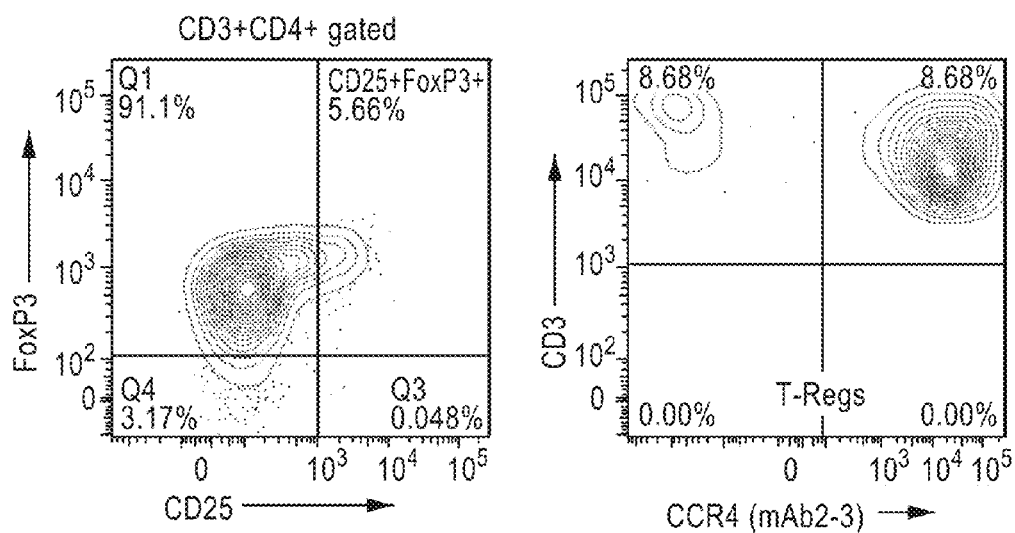 CD3+CD4+ gated
Q1
91.1%
CD25+FoxP3+
5.66%
10^5
10^4
10^3
10^2
0
FoxP3
Q4
3.17%
Q3
0.048%
0 10^3 10^4 10^5
CD25
8.68% 8.68%
10^5
10^4
10^3
10^2
0
CD3
T-Regs
0.00% 0.00%
0 10^3 10^4 10^5
CCR4 (mAb2-3)